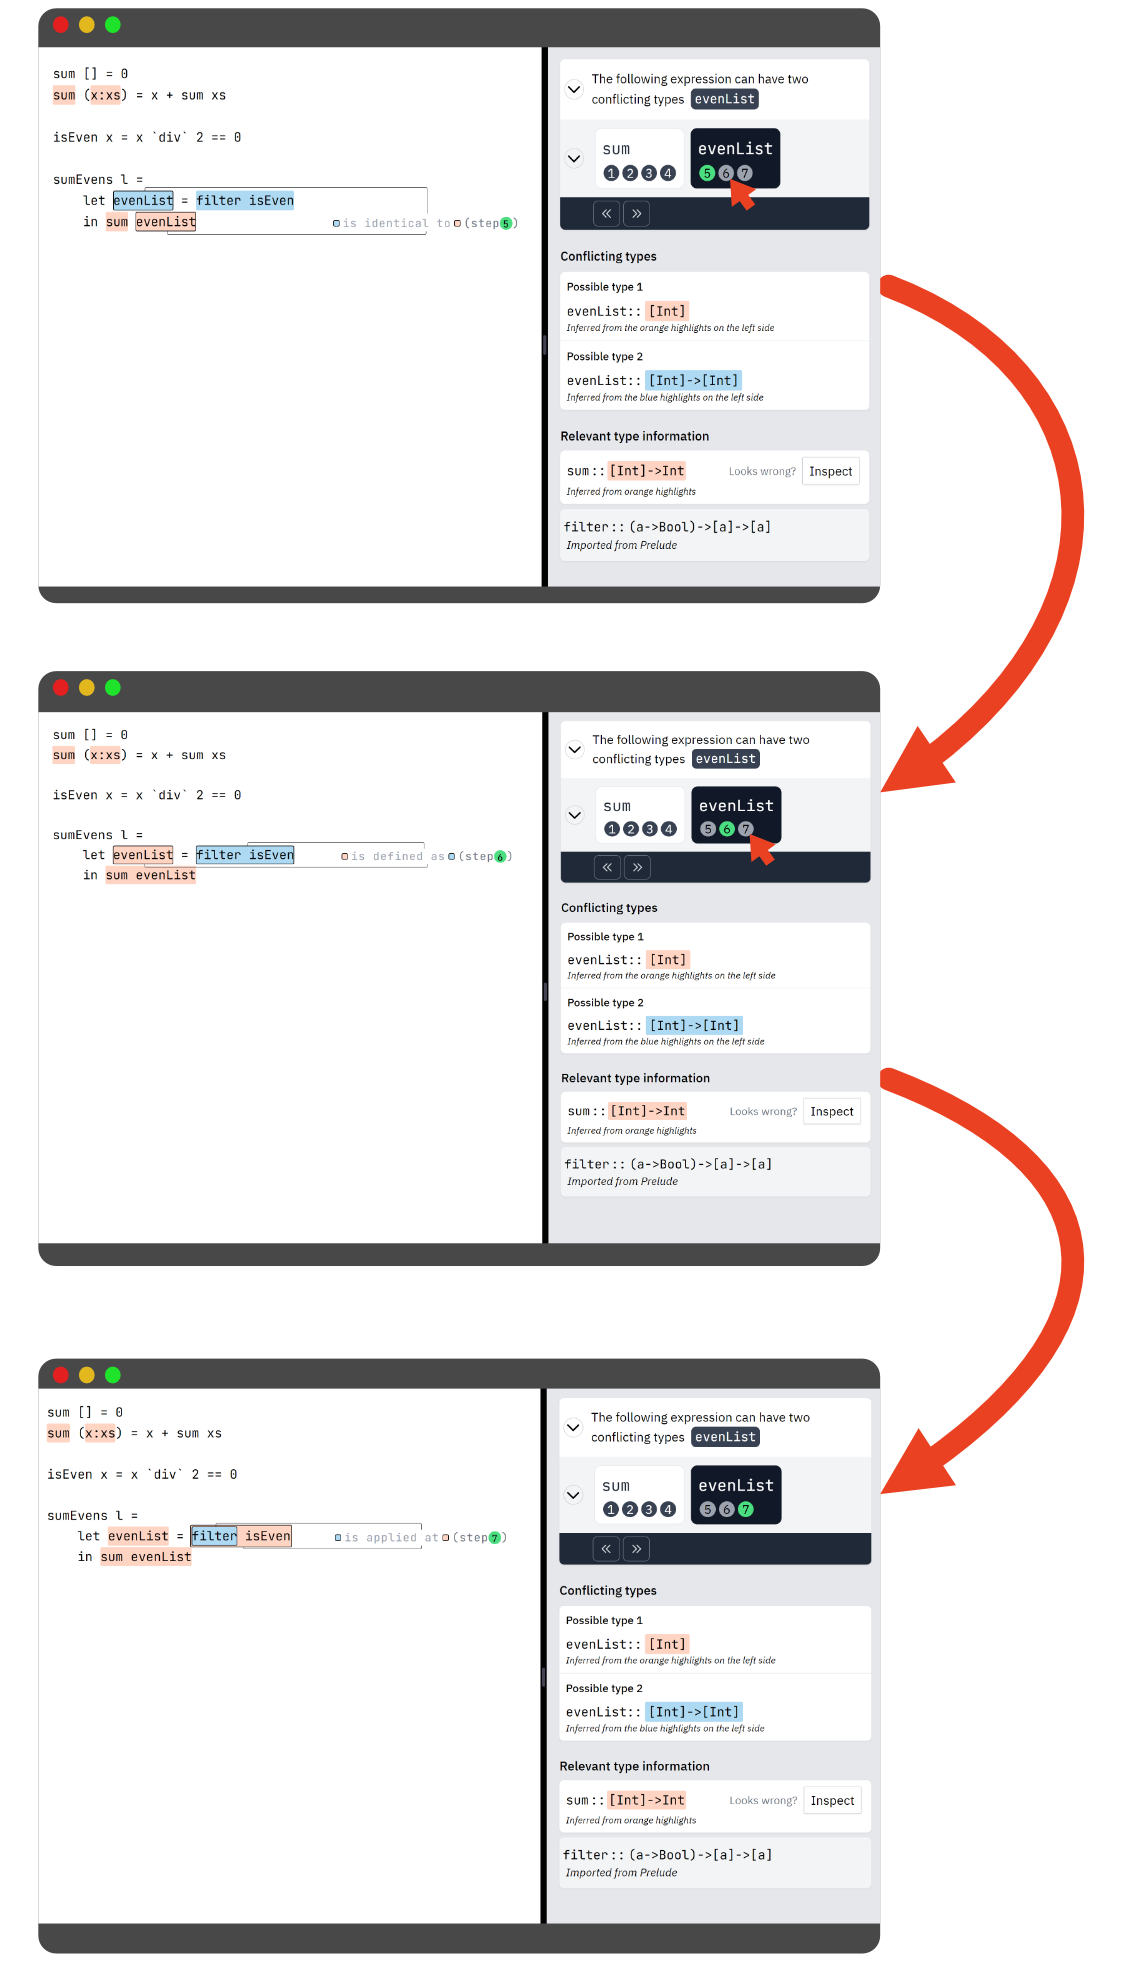 sum [] = 0
sum (x:xs) = x + sum xs
isEven x = x `div` 2 == 0
sumEvens l =
let evenList = filter isEven
in sum evenList
is identical to (step 5)
The following expression can have two
conflicting types evenList
sum
1 2 3 4
evenList
5 6 7
« »
Conflicting types
Possible type 1
evenList:: [Int]
Inferred from the orange highlights on the left side
Possible type 2
evenList:: [Int]->[Int]
Inferred from the blue highlights on the left side
Relevant type information
sum:: [Int]->Int Looks wrong? Inspect
Inferred from orange highlights
filter:: (a->Bool)->[a]->[a]
Imported from Prelude
sum [] = 0
sum (x:xs) = x + sum xs
isEven x = x `div` 2 == 0
sumEvens l =
let evenList = filter isEven is defined as (step 6)
in sum evenList
The following expression can have two
conflicting types evenList
sum
1 2 3 4
evenList
5 6 7
« »
Conflicting types
Possible type 1
evenList:: [Int]
Inferred from the orange highlights on the left side
Possible type 2
evenList:: [Int]->[Int]
Inferred from the blue highlights on the left side
Relevant type information
sum:: [Int]->Int Looks wrong? Inspect
Inferred from orange highlights
filter:: (a->Bool)->[a]->[a]
Imported from Prelude
sum [] = 0
sum (x:xs) = x + sum xs
isEven x = x `div` 2 == 0
sumEvens l =
let evenList = filter isEven is applied at (step 7)
in sum evenList
The following expression can have two
conflicting types evenList
sum
1 2 3 4
evenList
5 6 7
« »
Conflicting types
Possible type 1
evenList:: [Int]
Inferred from the orange highlights on the left side
Possible type 2
evenList:: [Int]->[Int]
Inferred from the blue highlights on the left side
Relevant type information
sum:: [Int]->Int Looks wrong? Inspect
Inferred from orange highlights
filter:: (a->Bool)->[a]->[a]
Imported from Prelude